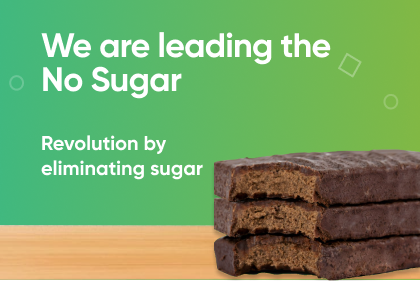 We are leading the
No Sugar
Revolution by
eliminating sugar